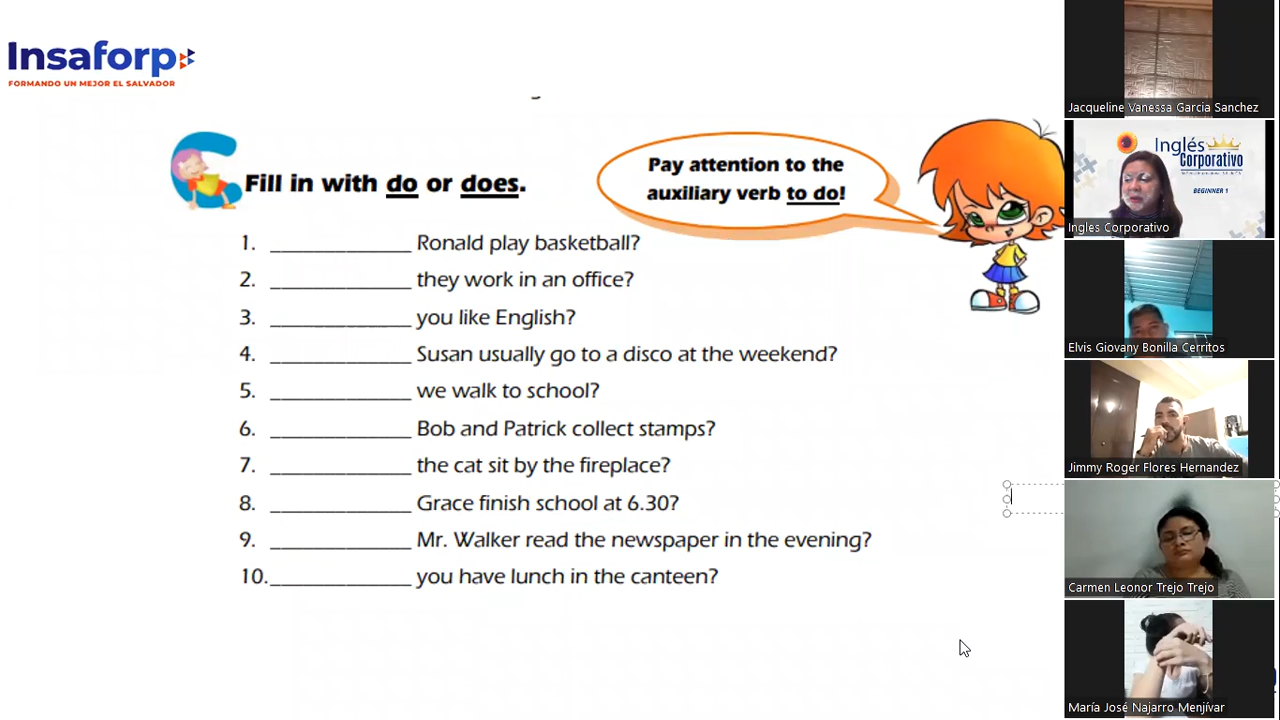 Insaforp
FORMANDO UN MEJOR EL SALVADOR
Fill in with do or does.
Pay attention to the
auxiliary verb to do!
1. ______________ Ronald play basketball?
2. ______________ they work in an office?
3. ______________ you like English?
4. ______________ Susan usually go to a disco at the weekend?
5. ______________ we walk to school?
6. ______________ Bob and Patrick collect stamps?
7. ______________ the cat sit by the fireplace?
8. ______________ Grace finish school at 6.30?
9. ______________ Mr. Walker read the newspaper in the evening?
10. ______________ you have lunch in the canteen?
Jacqueline Vanessa Garcia Sanchez
Inglés
Corporativo
BEGINNER 1
Ingles Corporativo
Elvis Giovany Bonilla Cerritos
Jimmy Roger Flores Hernandez
Carmen Leonor Trejo Trejo
María José Najarro Menjívar